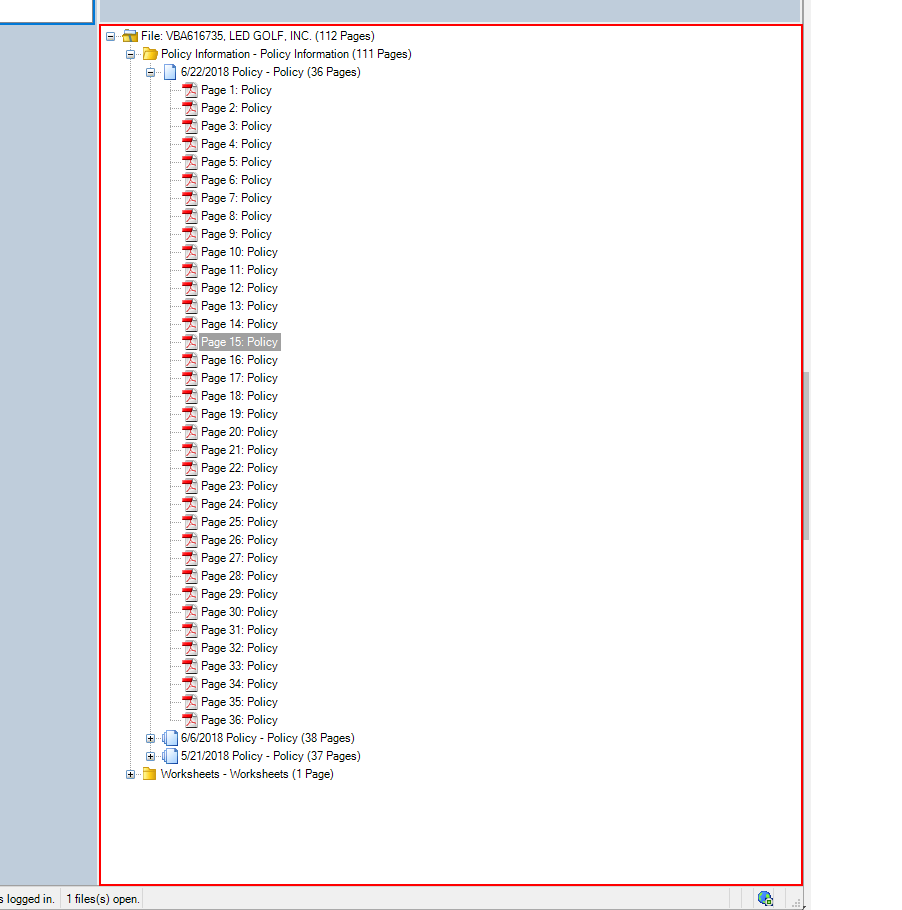 File: VBA616735, LED GOLF, INC. (112 Pages)
Policy Information - Policy Information (111 Pages)
6/22/2018 Policy - Policy (36 Pages)
Page 1: Policy
Page 2: Policy
Page 3: Policy
Page 4: Policy
Page 5: Policy
Page 6: Policy
Page 7: Policy
Page 8: Policy
Page 9: Policy
Page 10: Policy
Page 11: Policy
Page 12: Policy
Page 13: Policy
Page 14: Policy
Page 15: Policy
Page 16: Policy
Page 17: Policy
Page 18: Policy
Page 19: Policy
Page 20: Policy
Page 21: Policy
Page 22: Policy
Page 23: Policy
Page 24: Policy
Page 25: Policy
Page 26: Policy
Page 27: Policy
Page 28: Policy
Page 29: Policy
Page 30: Policy
Page 31: Policy
Page 32: Policy
Page 33: Policy
Page 34: Policy
Page 35: Policy
Page 36: Policy
6/6/2018 Policy - Policy (38 Pages)
5/21/2018 Policy - Policy (37 Pages)
Worksheets - Worksheets (1 Page)
s logged in. 1 files(s) open.